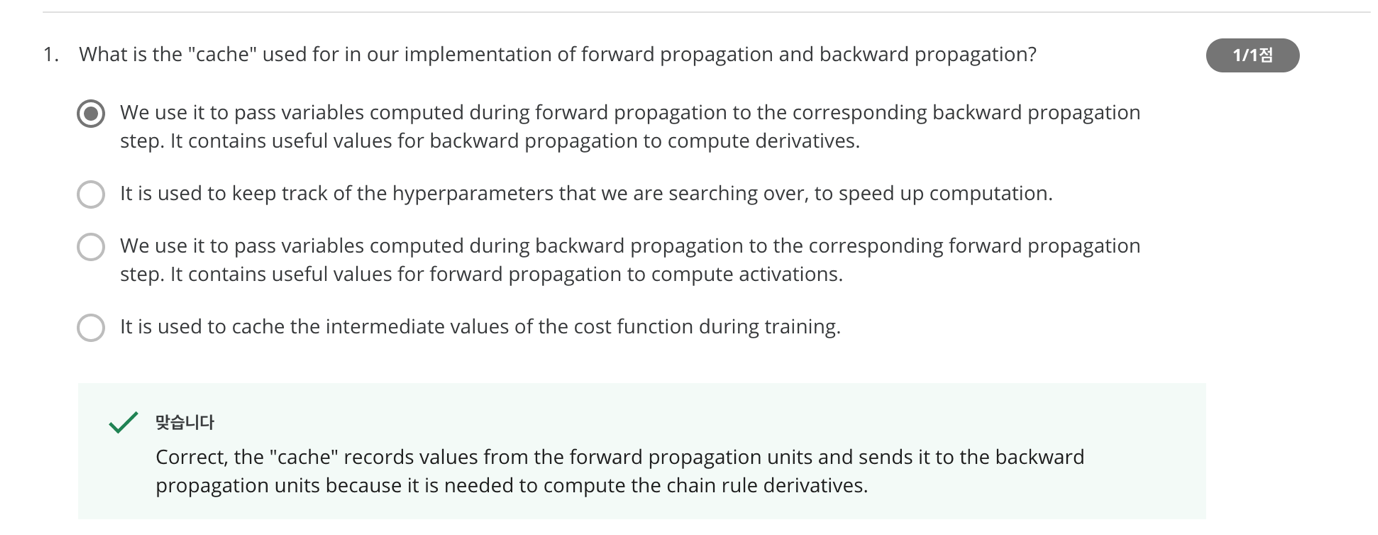 1. What is the "cache" used for in our implementation of forward propagation and backward propagation?
1/1점
We use it to pass variables computed during forward propagation to the corresponding backward propagation
step. It contains useful values for backward propagation to compute derivatives.
It is used to keep track of the hyperparameters that we are searching over, to speed up computation.
We use it to pass variables computed during backward propagation to the corresponding forward propagation
step. It contains useful values for forward propagation to compute activations.
It is used to cache the intermediate values of the cost function during training.
맞습니다
Correct, the "cache" records values from the forward propagation units and sends it to the backward
propagation units because it is needed to compute the chain rule derivatives.